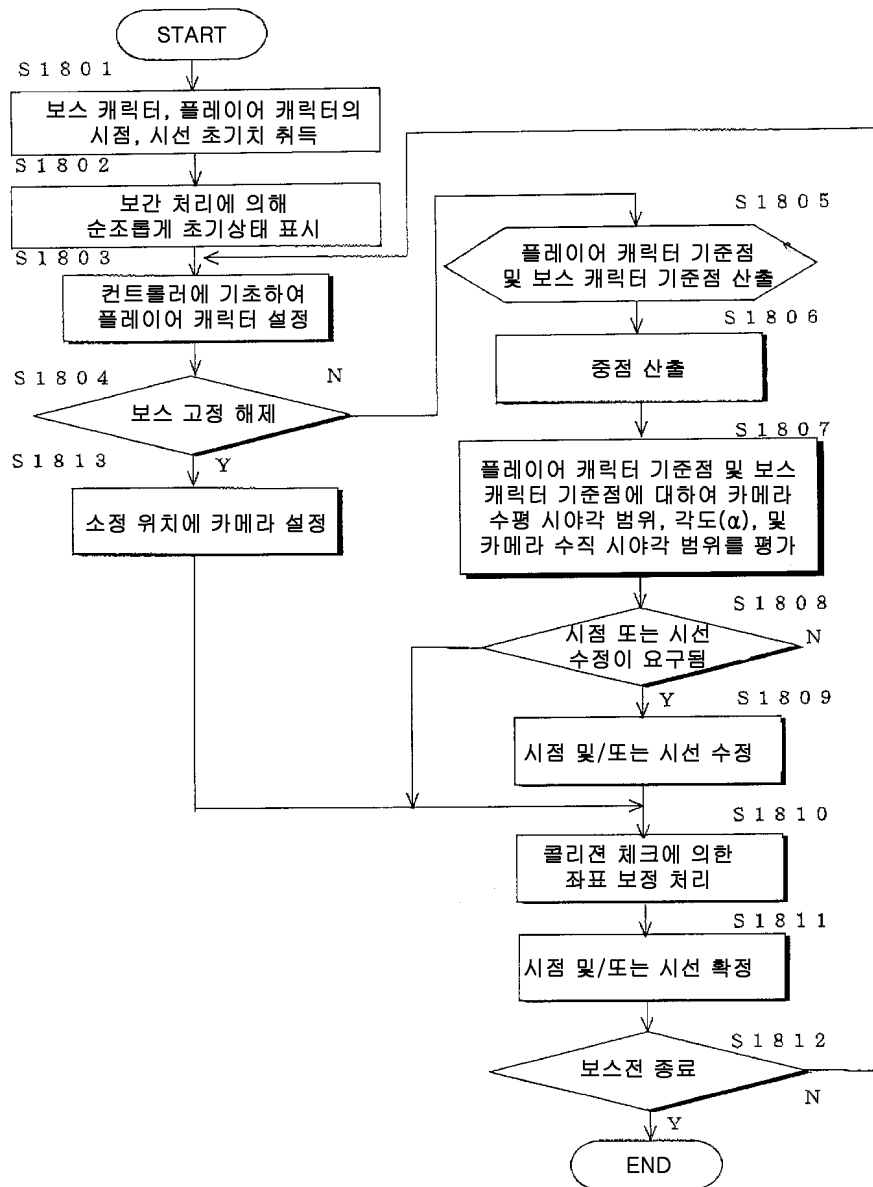 START
S1801
보스 캐릭터, 플레이어 캐릭터의
시점, 시선 초기치 취득
S1802
보간 처리에 의해
순조롭게 초기상태 표시
S1803
컨트롤러에 기초하여
플레이어 캐릭터 설정
S1804
N
보스 고정 해제
S1813
Y
소정 위치에 카메라 설정
S1805
플레이어 캐릭터 기준점
및 보스 캐릭터 기준점 산출
S1806
중점 산출
S1807
플레이어 캐릭터 기준점 및 보스
캐릭터 기준점에 대하여 카메라
수평 시야각 범위, 각도(α), 및
카메라 수직 시야각 범위를 평가
S1808
시점 또는 시선
수정이 요구됨
N
Y
S1809
시점 및/또는 시선 수정
S1810
콜리젼 체크에 의한
좌표 보정 처리
S1811
시점 및/또는 시선 확정
S1812
보스전 종료
N
Y
END